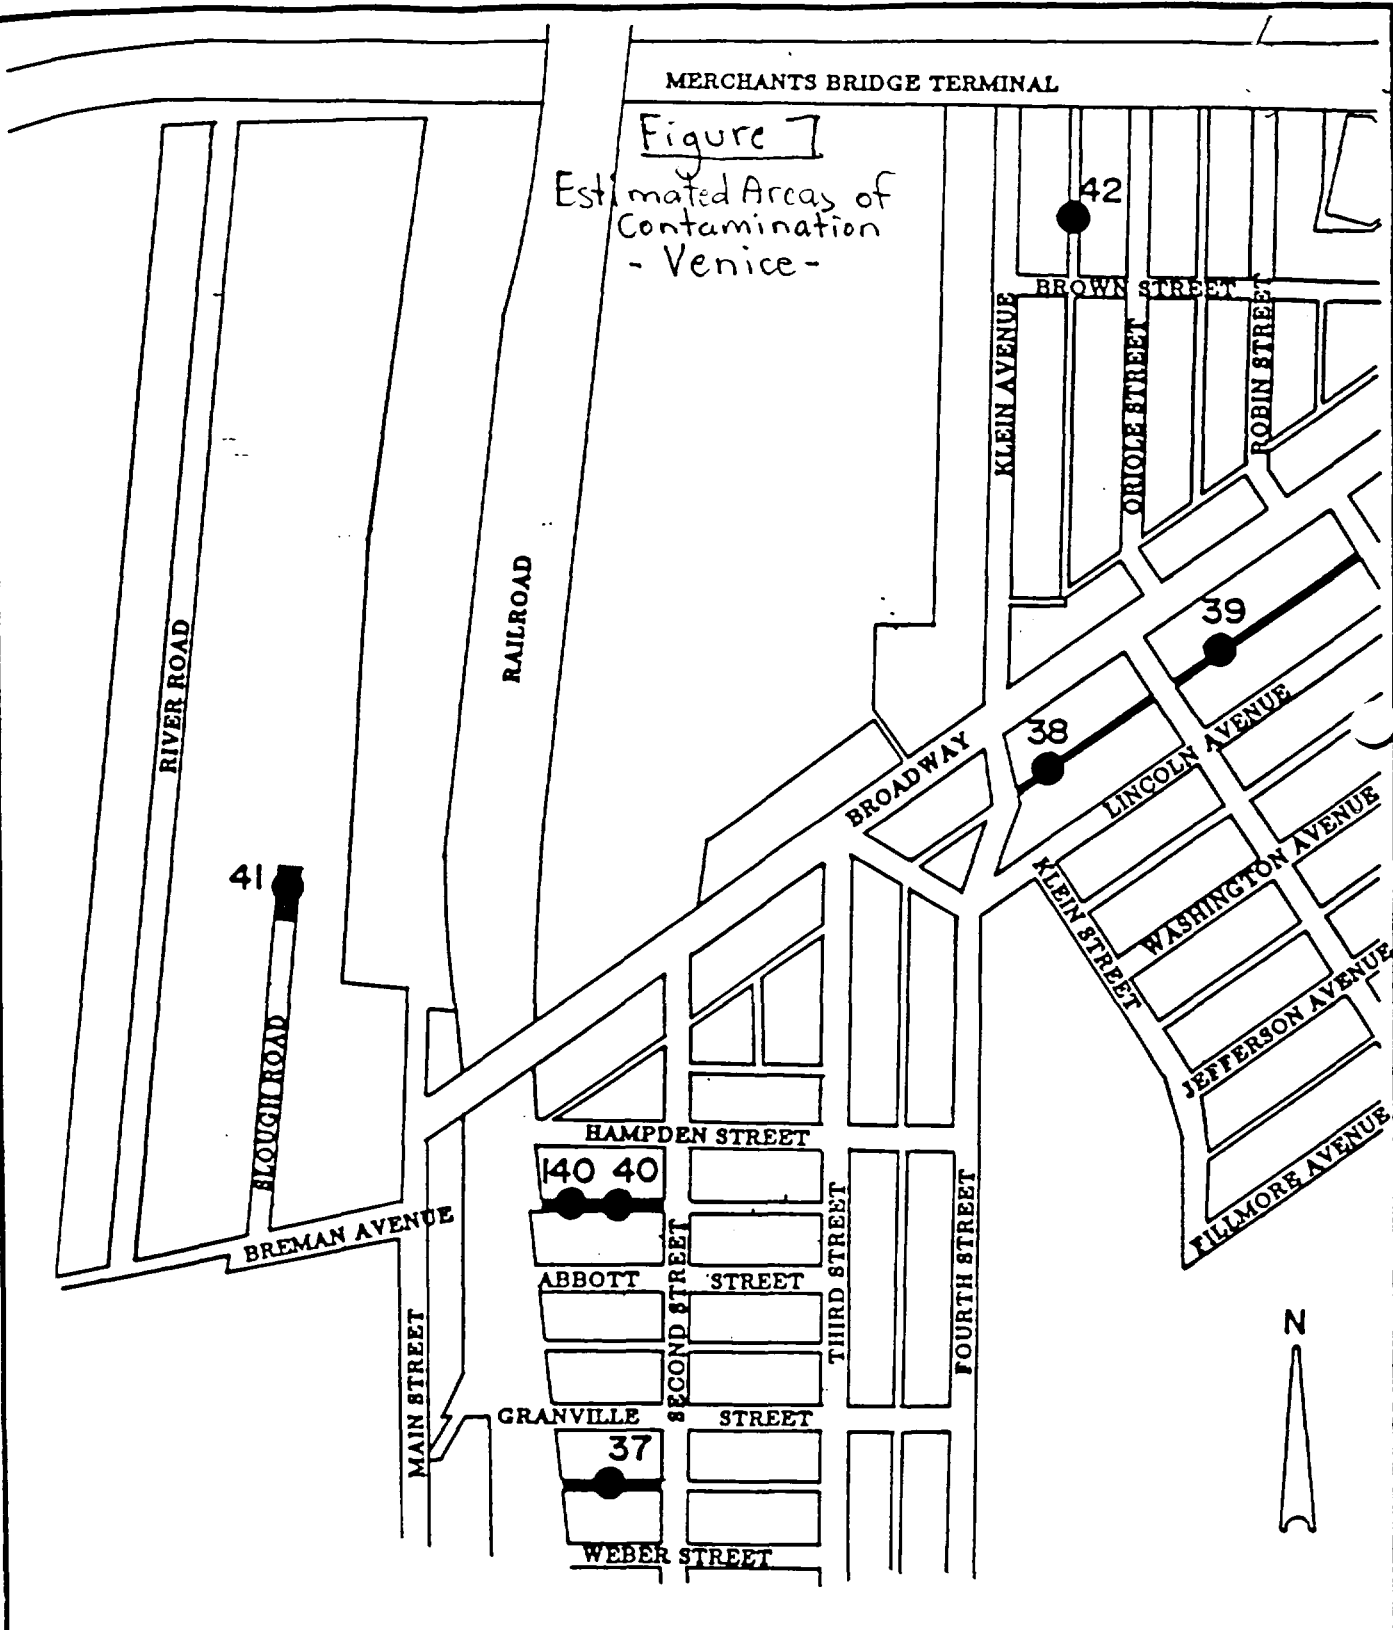 MERCHANTS BRIDGE TERMINAL
Figure 7
Estimated Areas of
Contamination
- Venice -
42
BROWN STREET
KLEIN AVENUE
ORIOLE STREET
ROBIN STREET
RAILROAD
RIVER ROAD
39
38
BROADWAY
LINCOLN AVENUE
WASHINGTON AVENUE
KLEIN STREET
JEFFERSON AVENUE
FILLMORE AVENUE
41
SLOUGH ROAD
BREMAN AVENUE
HAMPDEN STREET
140 40
ABBOTT STREET
SECOND STREET
THIRD STREET
FOURTH STREET
MAIN STREET
GRANVILLE STREET
37
WEBER STREET
N